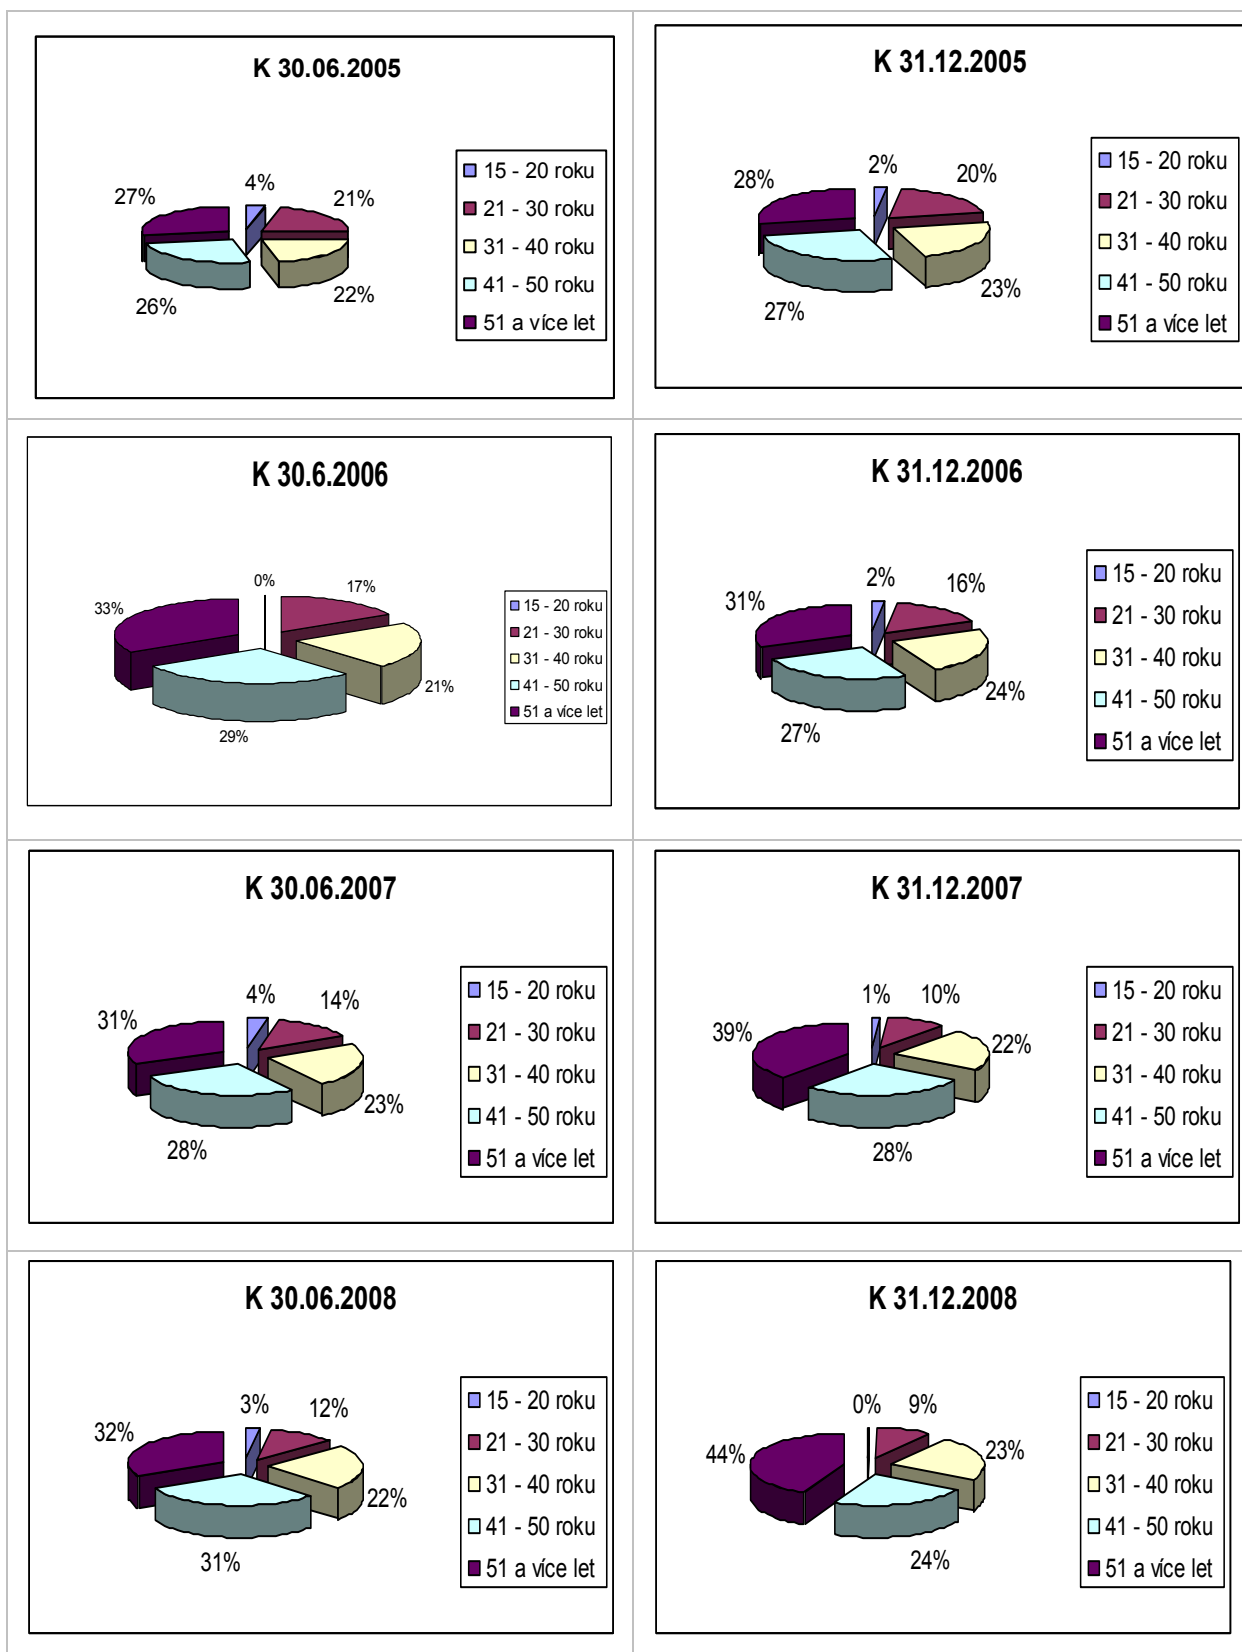 K 30.06.2005
27%
4%
21%
26%
22%
15 - 20 roku
21 - 30 roku
31 - 40 roku
41 - 50 roku
51 a více let
K 31.12.2005
28%
2%
20%
27%
23%
15 - 20 roku
21 - 30 roku
31 - 40 roku
41 - 50 roku
51 a více let
K 30.6.2006
33%
0%
17%
21%
29%
15 - 20 roku
21 - 30 roku
31 - 40 roku
41 - 50 roku
51 a více let
K 31.12.2006
31%
2%
16%
24%
27%
15 - 20 roku
21 - 30 roku
31 - 40 roku
41 - 50 roku
51 a více let
K 30.06.2007
31%
4%
14%
23%
28%
15 - 20 roku
21 - 30 roku
31 - 40 roku
41 - 50 roku
51 a více let
K 31.12.2007
39%
1%
10%
22%
28%
15 - 20 roku
21 - 30 roku
31 - 40 roku
41 - 50 roku
51 a více let
K 30.06.2008
32%
3%
12%
22%
31%
15 - 20 roku
21 - 30 roku
31 - 40 roku
41 - 50 roku
51 a více let
K 31.12.2008
44%
0%
9%
23%
24%
15 - 20 roku
21 - 30 roku
31 - 40 roku
41 - 50 roku
51 a více let